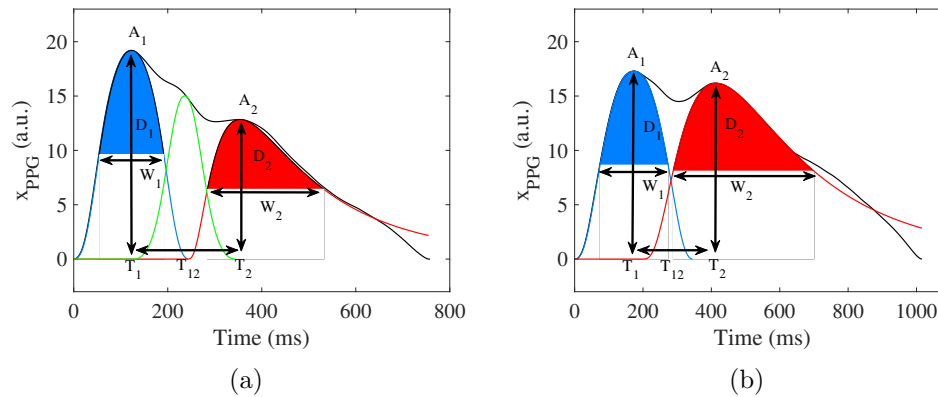 20
15
10
5
0
x_PPG (a.u.)
A_1
A_2
D_1
D_2
W_1
W_2
T_1
T_12
T_2
0 200 400 600 800
Time (ms)
(a)
20
15
10
5
0
x_PPG (a.u.)
A_1
A_2
D_1
D_2
W_1
W_2
T_1
T_12
T_2
0 200 400 600 800 1000
Time (ms)
(b)